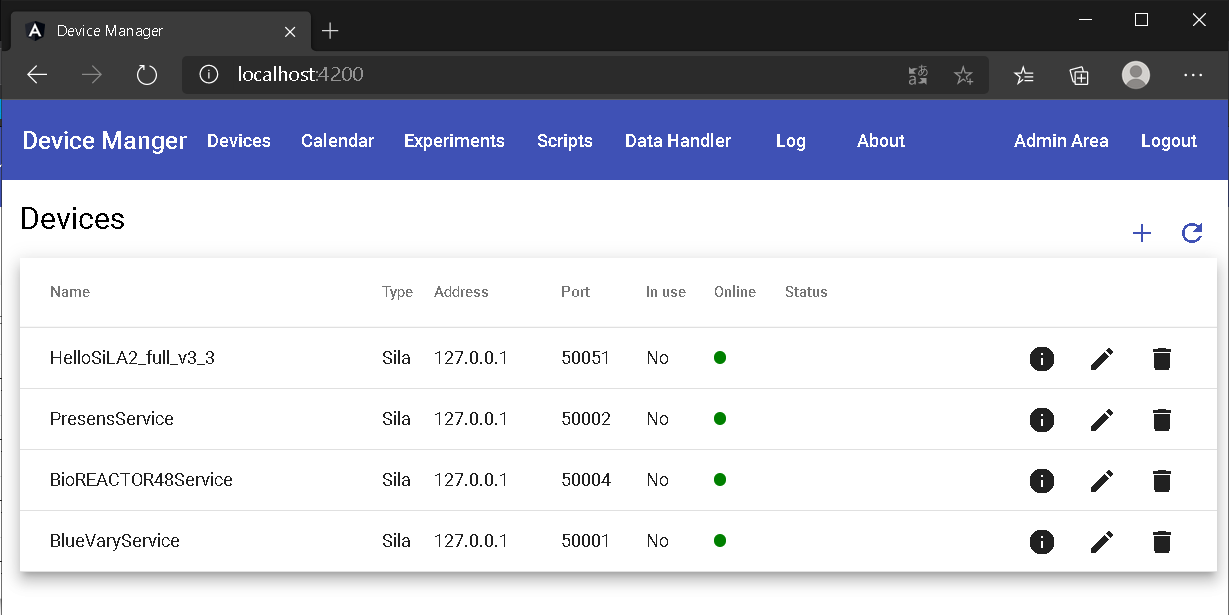 Device Manager
localhost:4200
Device Manger Devices Calendar Experiments Scripts Data Handler Log About Admin Area Logout
Devices
Name Type Address Port In use Online Status
HelloSiLA2_full_v3_3 Sila 127.0.0.1 50051 No
PresensService Sila 127.0.0.1 50002 No
BioREACTOR48Service Sila 127.0.0.1 50004 No
BlueVaryService Sila 127.0.0.1 50001 No